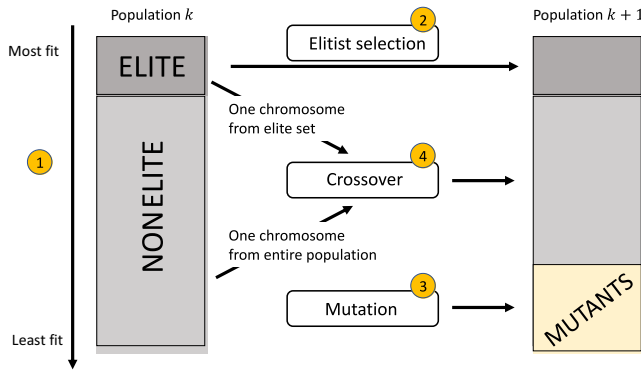 Population k
Population k + 1
2
Most fit
Elitist selection
ELITE
One chromosome
from elite set
4
1
Crossover
NONELITE
One chromosome
from entire population
3
Mutation
MUTANTS
Least fit